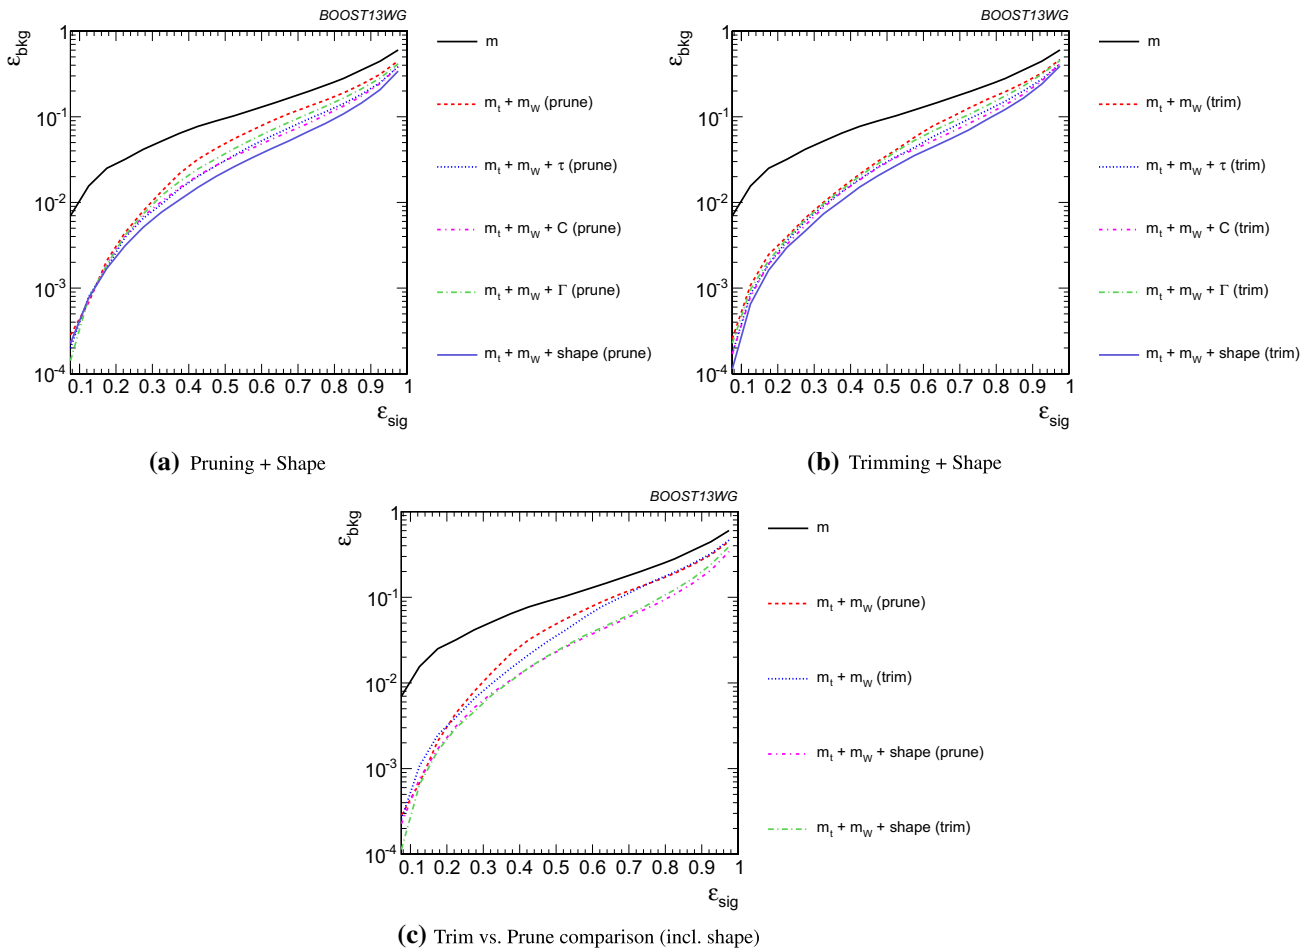 BOOST13WG
ε_bkg
1
10⁻¹
10⁻²
10⁻³
10⁻⁴
0.1 0.2 0.3 0.4 0.5 0.6 0.7 0.8 0.9 1
ε_sig
m
m_t + m_W (prune)
m_t + m_W + τ (prune)
m_t + m_W + C (prune)
m_t + m_W + Γ (prune)
m_t + m_W + shape (prune)
(a) Pruning + Shape
BOOST13WG
ε_bkg
1
10⁻¹
10⁻²
10⁻³
10⁻⁴
0.1 0.2 0.3 0.4 0.5 0.6 0.7 0.8 0.9 1
ε_sig
m
m_t + m_W (trim)
m_t + m_W + τ (trim)
m_t + m_W + C (trim)
m_t + m_W + Γ (trim)
m_t + m_W + shape (trim)
(b) Trimming + Shape
BOOST13WG
ε_bkg
1
10⁻¹
10⁻²
10⁻³
10⁻⁴
0.1 0.2 0.3 0.4 0.5 0.6 0.7 0.8 0.9 1
ε_sig
m
m_t + m_W (prune)
m_t + m_W (trim)
m_t + m_W + shape (prune)
m_t + m_W + shape (trim)
(c) Trim vs. Prune comparison (incl. shape)